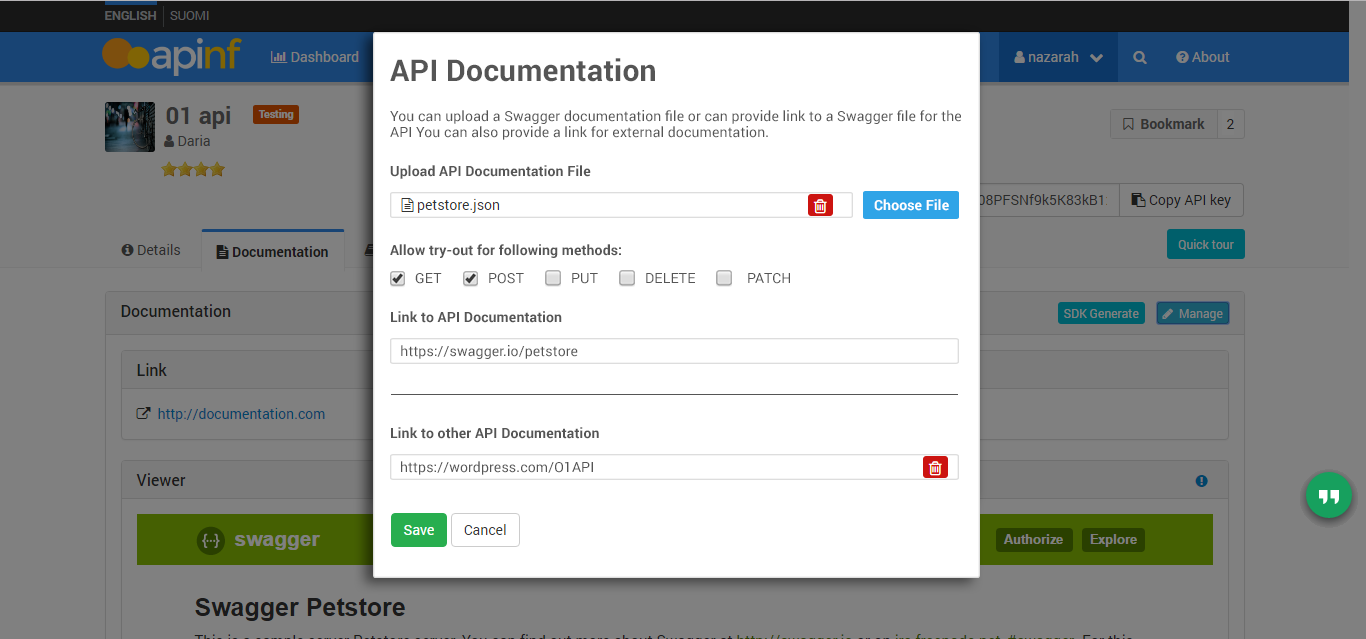 ENGLISH SUOMI
apinf Dashboard nazarah About
01 api Testing
Daria
Bookmark 2
08PFSNf9k5K83kB1 Copy API key
Details Documentation Quick tour
Documentation SDK Generate Manage
Link
http://documentation.com
Viewer
swagger Authorize Explore
Swagger Petstore
API Documentation
You can upload a Swagger documentation file or can provide link to a Swagger file for the
API You can also provide a link for external documentation.
Upload API Documentation File
petstore.json Choose File
Allow try-out for following methods:
GET POST PUT DELETE PATCH
Link to API Documentation
https://swagger.io/petstore
Link to other API Documentation
https://wordpress.com/O1API
Save Cancel